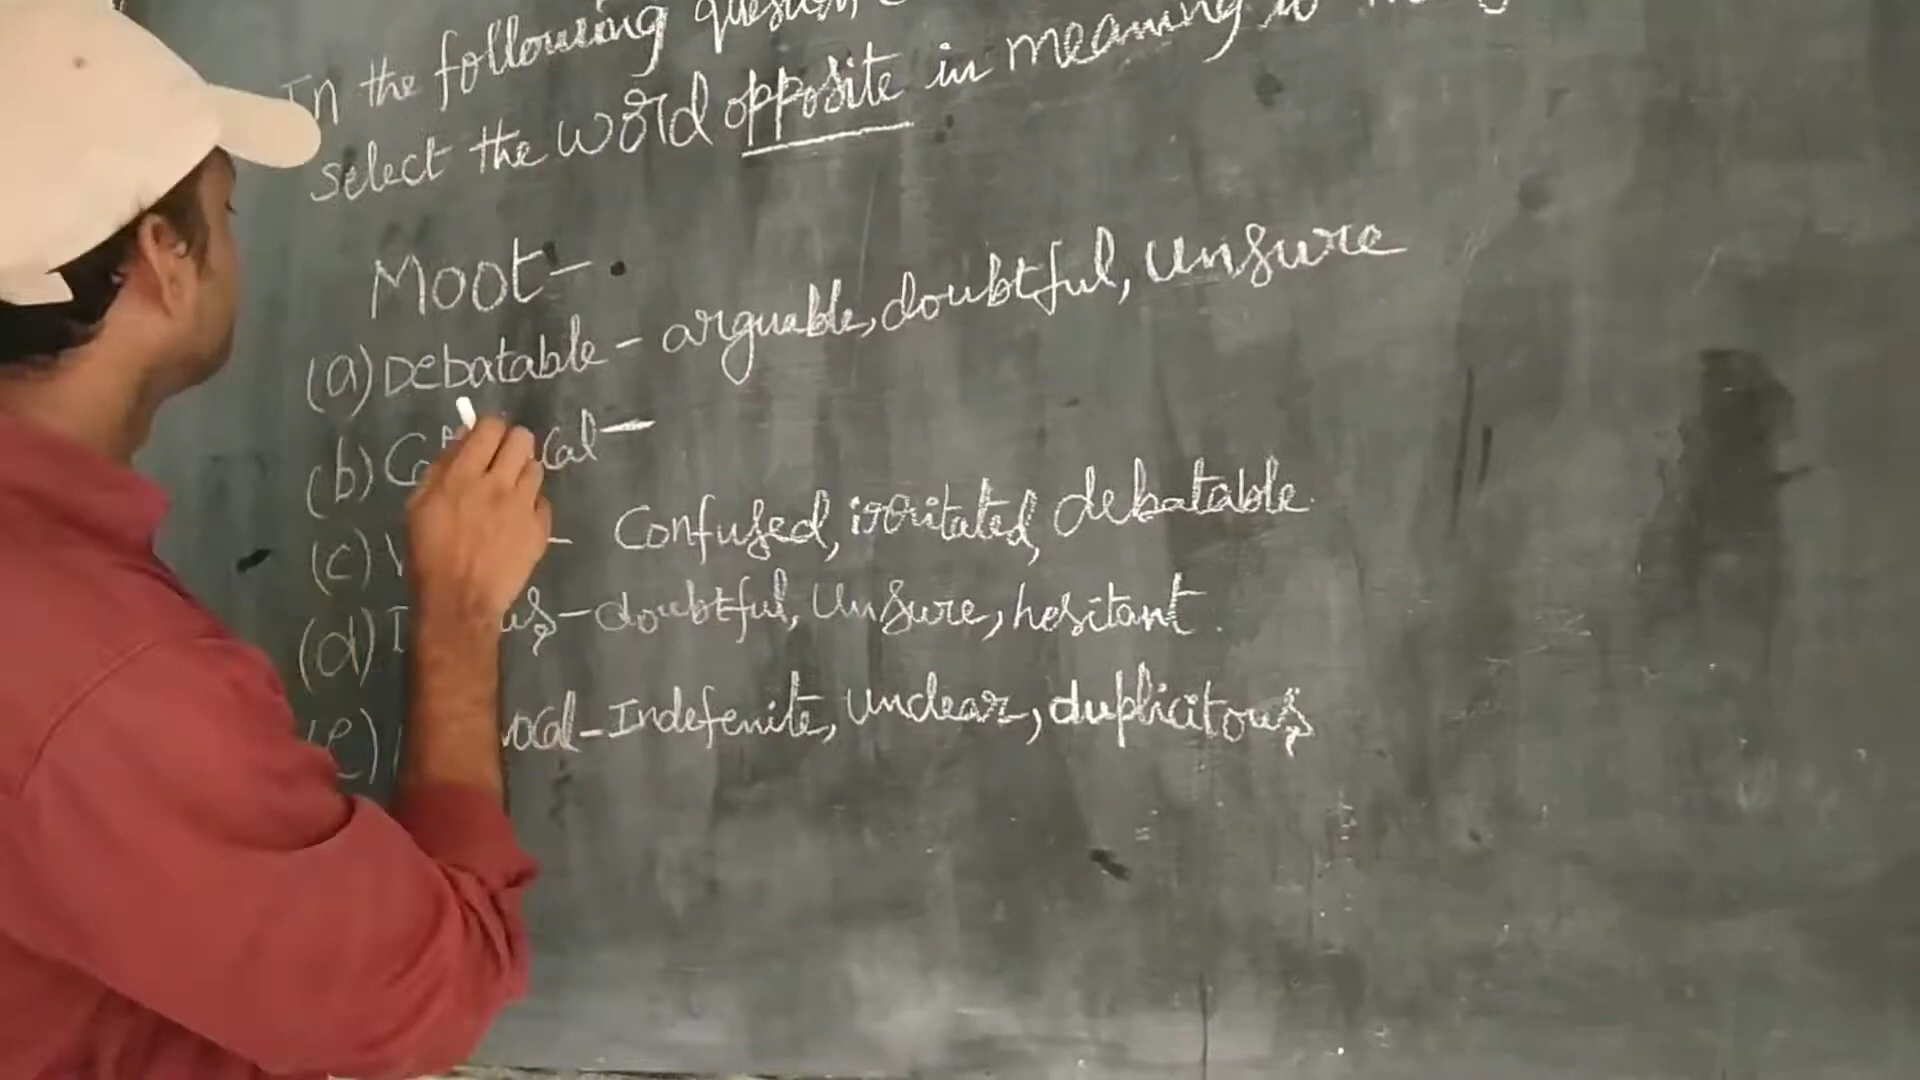 In the following
select the word opposite in meaning
Moot-
(a) Debatable - arguable, doubtful, unsure
(b)
(c) - Confused, irritated, debatable
(d) - doubtful, unsure, hesitant.
(e) - Indefenite, unclear, duplicitous